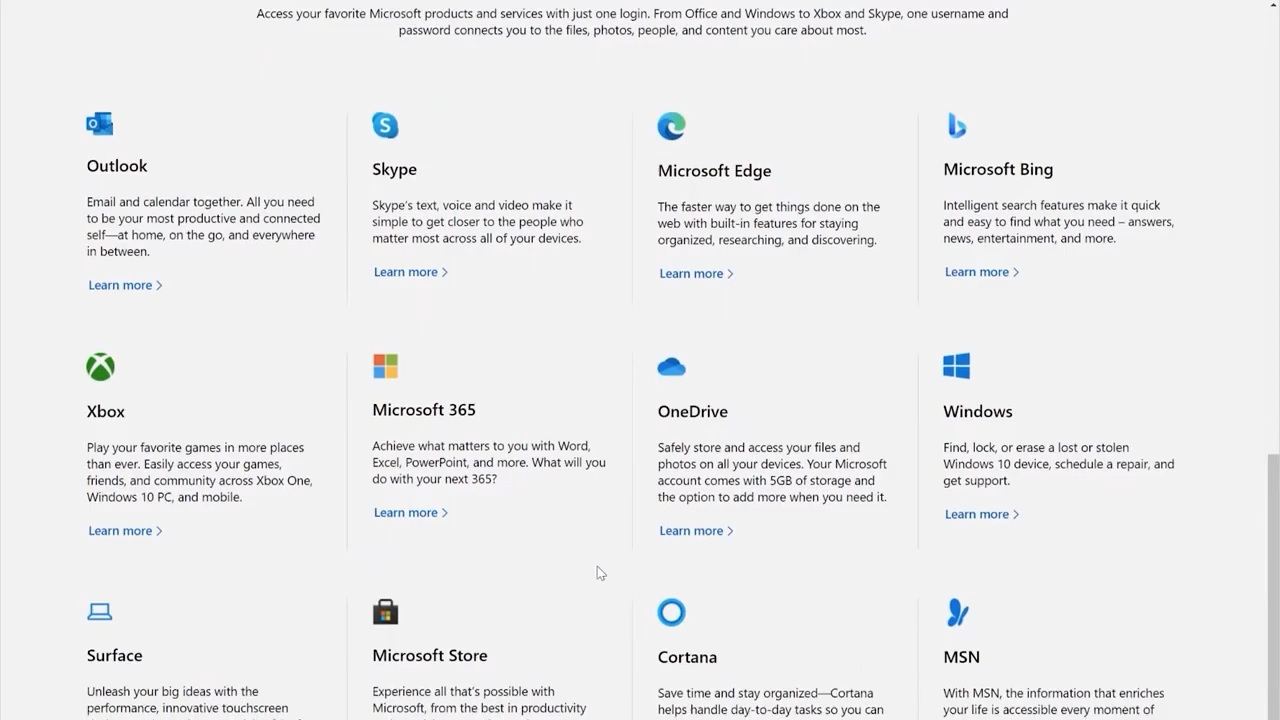 Access your favorite Microsoft products and services with just one login. From Office and Windows to Xbox and Skype, one username and
password connects you to the files, photos, people, and content you care about most.
Outlook
Email and calendar together. All you need
to be your most productive and connected
self—at home, on the go, and everywhere
in between.
Learn more >
Skype
Skype's text, voice and video make it
simple to get closer to the people who
matter most across all of your devices.
Learn more >
Microsoft Edge
The faster way to get things done on the
web with built-in features for staying
organized, researching, and discovering.
Learn more >
Microsoft Bing
Intelligent search features make it quick
and easy to find what you need – answers,
news, entertainment, and more.
Learn more >
Xbox
Play your favorite games in more places
than ever. Easily access your games,
friends, and community across Xbox One,
Windows 10 PC, and mobile.
Learn more >
Microsoft 365
Achieve what matters to you with Word,
Excel, PowerPoint, and more. What will you
do with your next 365?
Learn more >
OneDrive
Safely store and access your files and
photos on all your devices. Your Microsoft
account comes with 5GB of storage and
the option to add more when you need it.
Learn more >
Windows
Find, lock, or erase a lost or stolen
Windows 10 device, schedule a repair, and
get support.
Learn more >
Surface
Unleash your big ideas with the
performance, innovative touchscreen
Microsoft Store
Experience all that's possible with
Microsoft, from the best in productivity
Cortana
Save time and stay organized—Cortana
helps handle day-to-day tasks so you can
MSN
With MSN, the information that enriches
your life is accessible every moment of